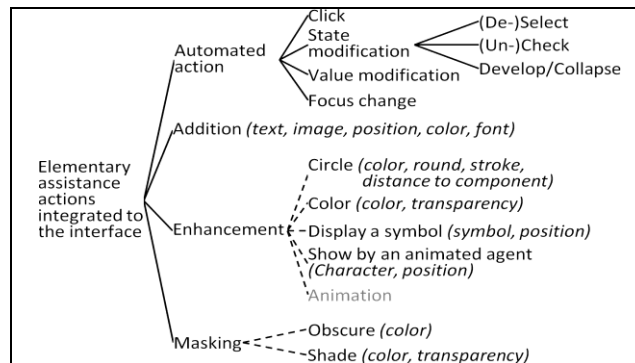 Elementary
assistance
actions
integrated to
the interface
Automated
action
Click
State
modification
(De-)Select
(Un-)Check
Develop/Collapse
Value modification
Focus change
Addition (text, image, position, color, font)
Enhancement
Circle (color, round, stroke,
distance to component)
Color (color, transparency)
Display a symbol (symbol, position)
Show by an animated agent
(Character, position)
Animation
Masking
Obscure (color)
Shade (color, transparency)